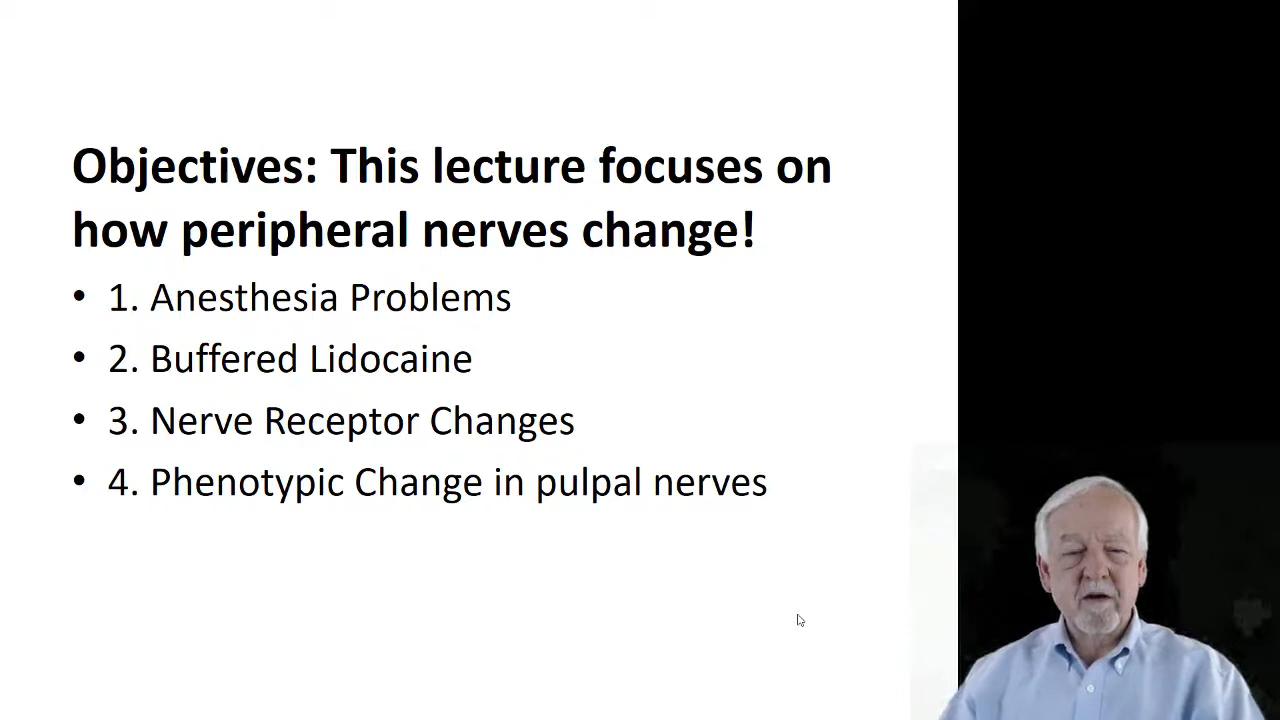 Objectives: This lecture focuses on
how peripheral nerves change!
• 1. Anesthesia Problems
• 2. Buffered Lidocaine
• 3. Nerve Receptor Changes
• 4. Phenotypic Change in pulpal nerves